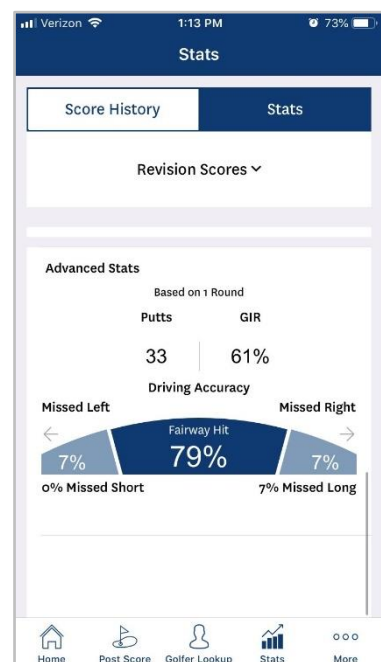 Verizon 1:13 PM 73%
Stats
Score History Stats
Revision Scores
Advanced Stats
Based on 1 Round
Putts GIR
33 61%
Driving Accuracy
Missed Left Missed Right
Fairway Hit
7% 79% 7%
0% Missed Short 7% Missed Long
Home Post Score Golfer Lookup Stats More